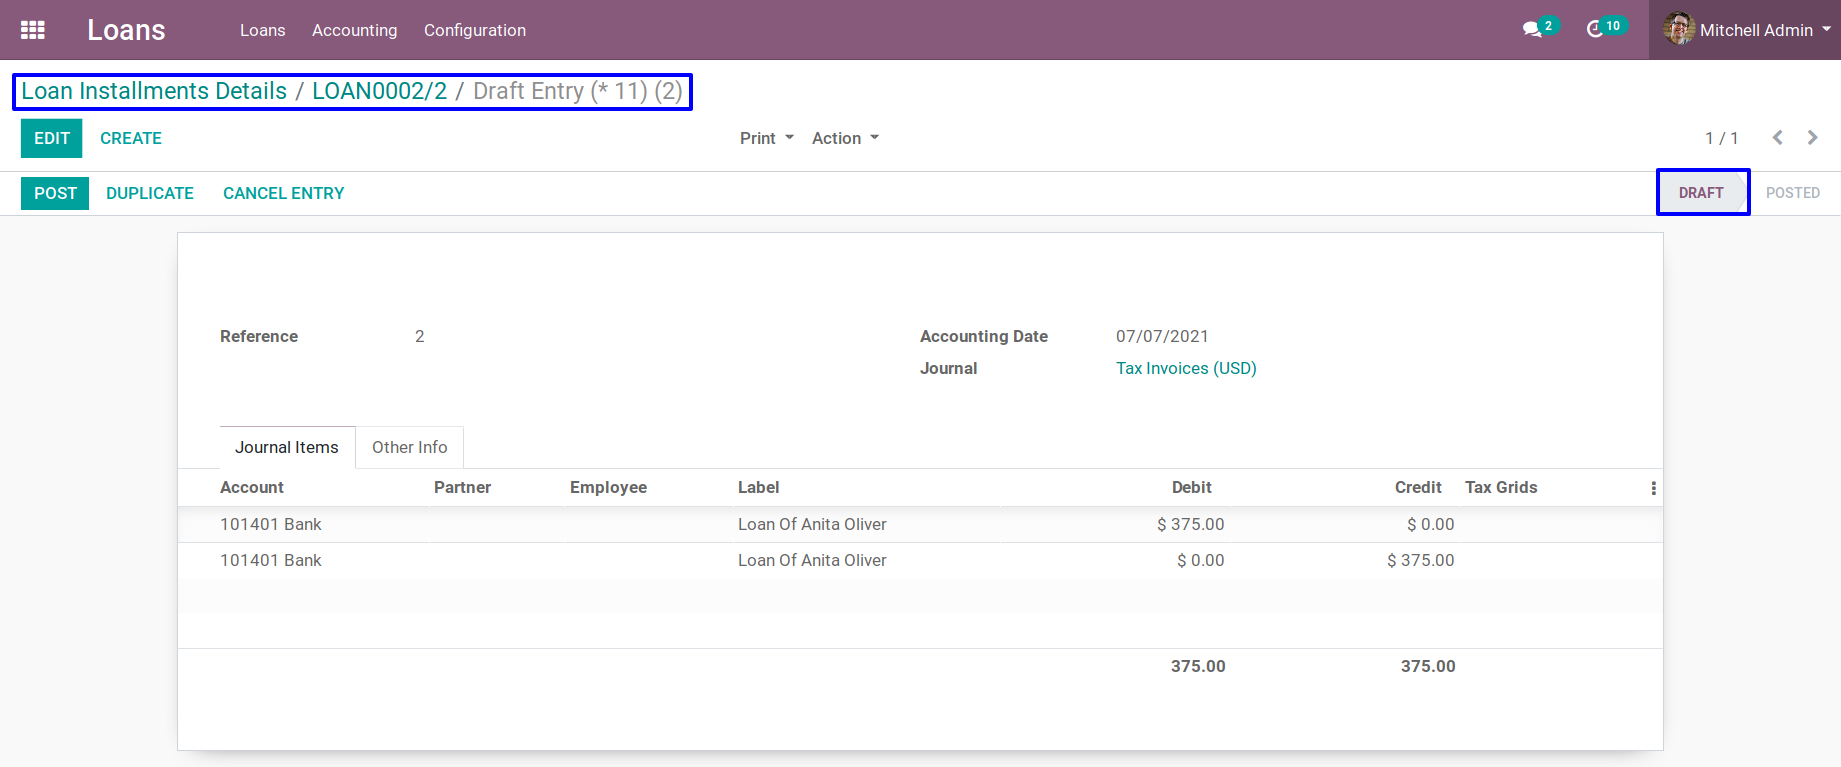 Loans Loans Accounting Configuration 2 10 Mitchell Admin
Loan Installments Details / LOAN0002/2 / Draft Entry (* 11) (2)
EDIT CREATE Print Action 1 / 1
POST DUPLICATE CANCEL ENTRY DRAFT POSTED
Reference 2 Accounting Date 07/07/2021
Journal Tax Invoices (USD)
Journal Items Other Info
Account Partner Employee Label Debit Credit Tax Grids
101401 Bank Loan Of Anita Oliver $ 375.00 $ 0.00
101401 Bank Loan Of Anita Oliver $ 0.00 $ 375.00
375.00 375.00